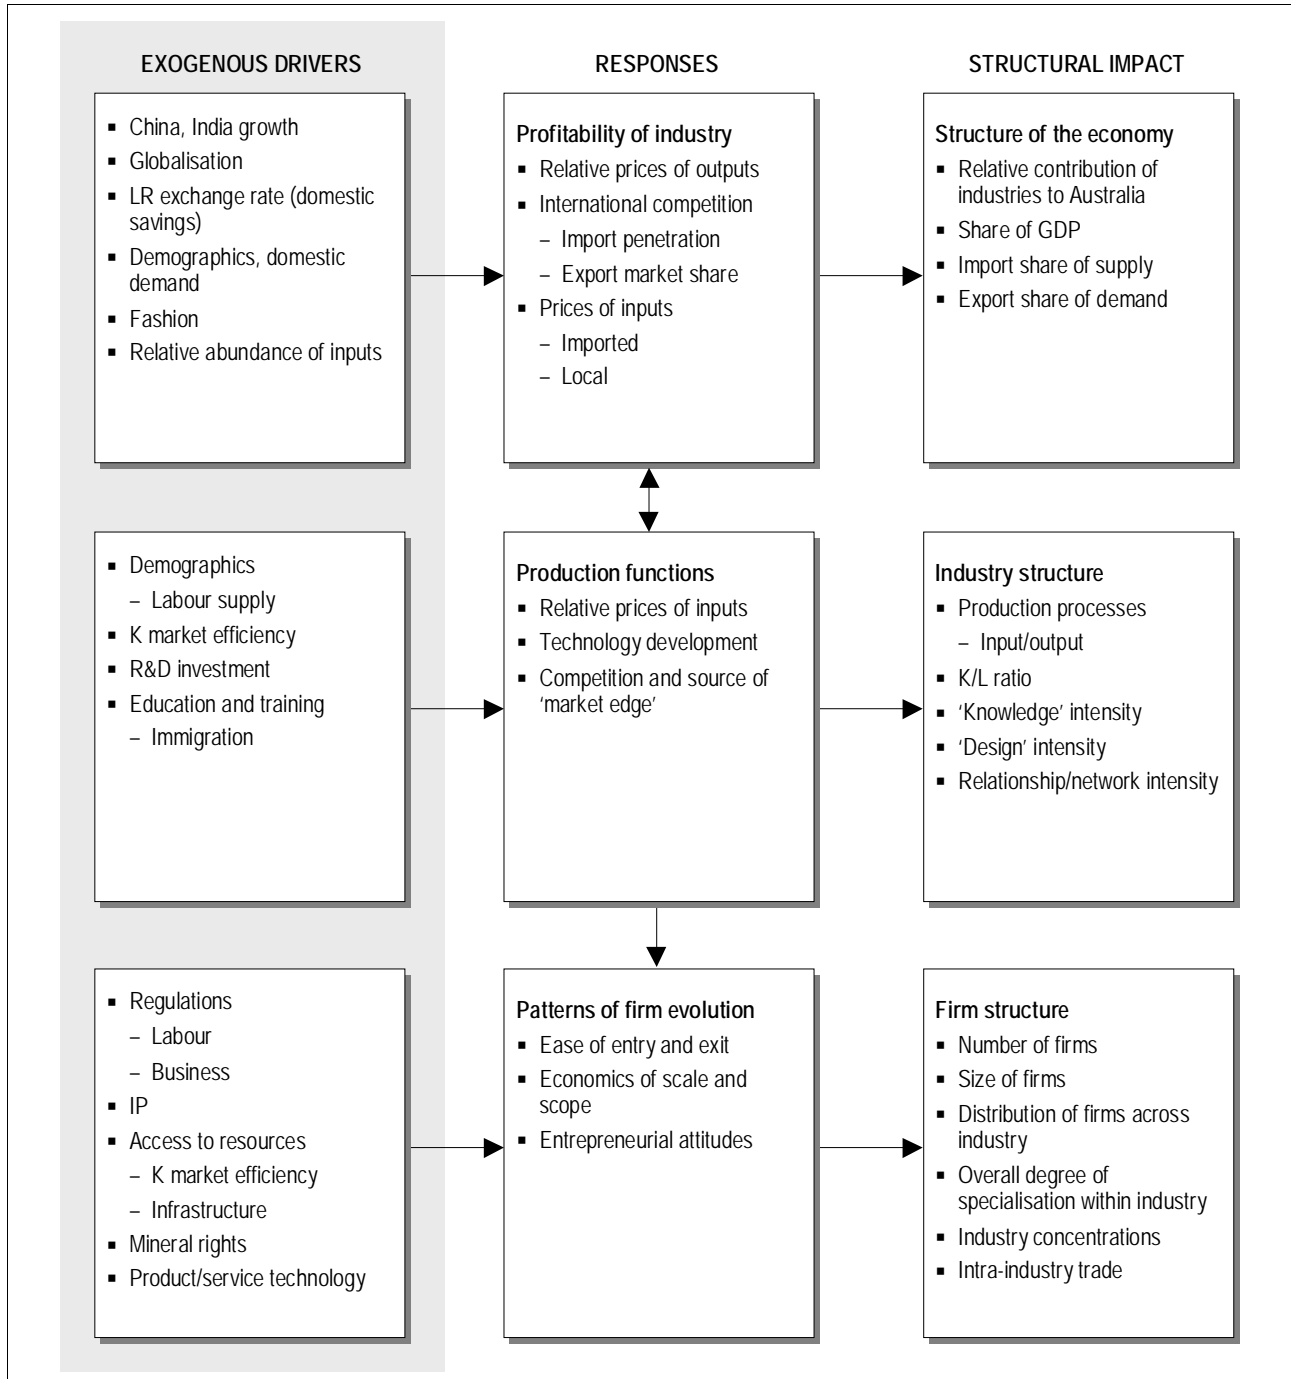 EXOGENOUS DRIVERS
▪ China, India growth
▪ Globalisation
▪ LR exchange rate (domestic
savings)
▪ Demographics, domestic
demand
▪ Fashion
▪ Relative abundance of inputs
▪ Demographics
– Labour supply
▪ K market efficiency
▪ R&D investment
▪ Education and training
– Immigration
▪ Regulations
– Labour
– Business
▪ IP
▪ Access to resources
– K market efficiency
– Infrastructure
▪ Mineral rights
▪ Product/service technology
RESPONSES
Profitability of industry
▪ Relative prices of outputs
▪ International competition
– Import penetration
– Export market share
▪ Prices of inputs
– Imported
– Local
Production functions
▪ Relative prices of inputs
▪ Technology development
▪ Competition and source of
‘market edge’
Patterns of firm evolution
▪ Ease of entry and exit
▪ Economics of scale and
scope
▪ Entrepreneurial attitudes
STRUCTURAL IMPACT
Structure of the economy
▪ Relative contribution of
industries to Australia
▪ Share of GDP
▪ Import share of supply
▪ Export share of demand
Industry structure
▪ Production processes
– Input/output
▪ K/L ratio
▪ ‘Knowledge’ intensity
▪ ‘Design’ intensity
▪ Relationship/network intensity
Firm structure
▪ Number of firms
▪ Size of firms
▪ Distribution of firms across
industry
▪ Overall degree of
specialisation within industry
▪ Industry concentrations
▪ Intra-industry trade